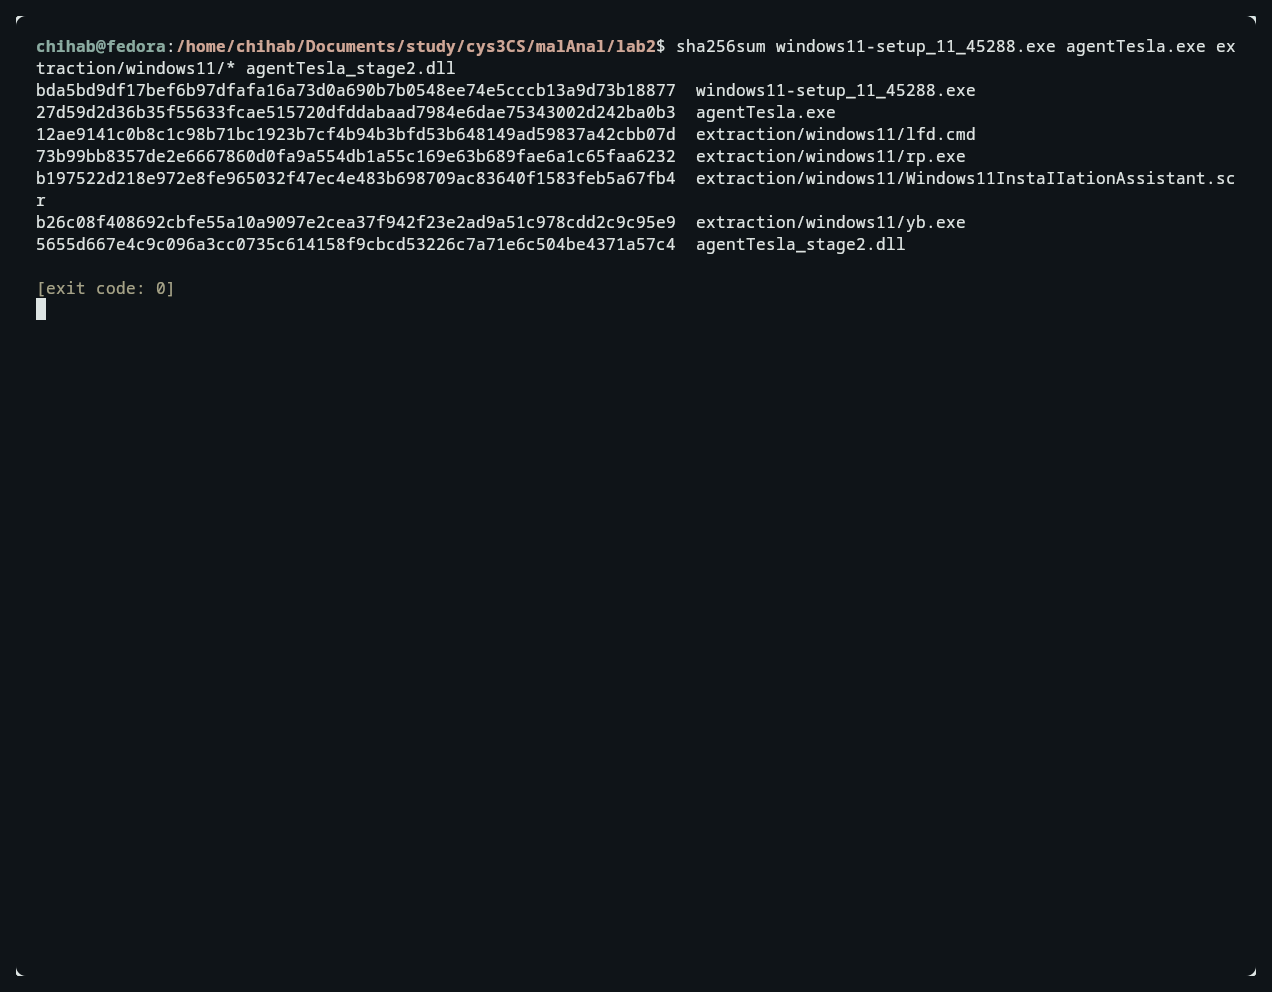 chihab@fedora:/home/chihab/Documents/study/cys3CS/malAnal/lab2$ sha256sum windows11-setup_11_45288.exe agentTesla.exe ex
traction/windows11/* agentTesla_stage2.dll
bda5bd9df17bef6b97dfafa16a73d0a690b7b0548ee74e5cccb13a9d73b18877  windows11-setup_11_45288.exe
27d59d2d36b35f55633fcae515720dfddabaad7984e6dae75343002d242ba0b3  agentTesla.exe
12ae9141c0b8c1c98b71bc1923b7cf4b94b3bfd53b648149ad59837a42cbb07d  extraction/windows11/lfd.cmd
73b99bb8357de2e6667860d0fa9a554db1a55c169e63b689fae6a1c65faa6232  extraction/windows11/rp.exe
b197522d218e972e8fe965032f47ec4e483b698709ac83640f1583feb5a67fb4  extraction/windows11/Windows11InstaIIationAssistant.sc
r
b26c08f408692cbfe55a10a9097e2cea37f942f23e2ad9a51c978cdd2c9c95e9  extraction/windows11/yb.exe
5655d667e4c9c096a3cc0735c614158f9cbcd53226c7a71e6c504be4371a57c4  agentTesla_stage2.dll
[exit code: 0]